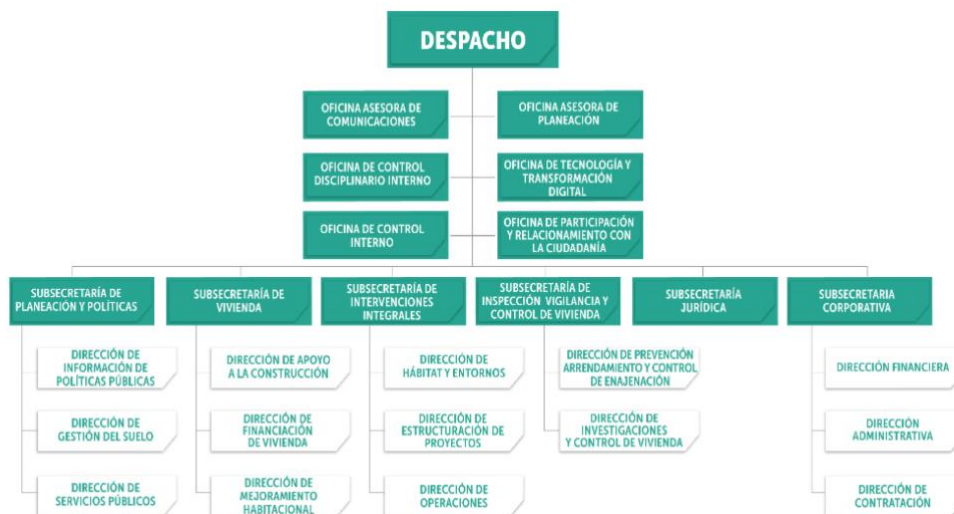 DESPACHO
OFICINA ASESORA DE
COMUNICACIONES
OFICINA ASESORA DE
PLANEACIÓN
OFICINA DE CONTROL
DISCIPLINARIO INTERNO
OFICINA DE TECNOLOGÍA Y
TRANSFORMACIÓN
DIGITAL
OFICINA DE CONTROL
INTERNO
OFICINA DE PARTICIPACIÓN
Y RELACIONAMIENTO CON
LA CIUDADANÍA
SUBSECRETARÍA DE
PLANEACIÓN Y POLÍTICAS
SUBSECRETARÍA DE
VIVIENDA
SUBSECRETARÍA DE
INTERVENCIONES
INTEGRALES
SUBSECRETARÍA DE
INSPECCIÓN VIGILANCIA Y
CONTROL DE VIVIENDA
SUBSECRETARÍA
JURÍDICA
SUBSECRETARIA
CORPORATIVA
DIRECCIÓN DE
INFORMACIÓN DE
POLÍTICAS PÚBLICAS
DIRECCIÓN DE APOYO
A LA CONSTRUCCIÓN
DIRECCIÓN DE
HÁBITAT Y ENTORNOS
DIRECCIÓN DE PREVENCIÓN
ARRENDAMIENTO Y CONTROL
DE ENAJENACIÓN
DIRECCIÓN FINANCIERA
DIRECCIÓN DE
GESTIÓN DEL SUELO
DIRECCIÓN DE
FINANCIACIÓN
DE VIVIENDA
DIRECCIÓN DE
ESTRUCTURACIÓN DE
PROYECTOS
DIRECCIÓN DE
INVESTIGACIONES
Y CONTROL DE VIVIENDA
DIRECCIÓN
ADMINISTRATIVA
DIRECCIÓN DE
SERVICIOS PÚBLICOS
DIRECCIÓN DE
MEJORAMIENTO
HABITACIONAL
DIRECCIÓN DE
OPERACIONES
DIRECCIÓN DE
CONTRATACIÓN